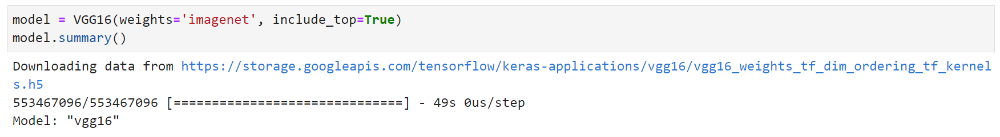 model = VGG16(weights='imagenet', include_top=True)
model.summary()
Downloading data from https://storage.googleapis.com/tensorflow/keras-applications/vgg16/vgg16_weights_tf_dim_ordering_tf_kernel
s.h5
553467096/553467096 [==============================] - 49s 0us/step
Model: "vgg16"